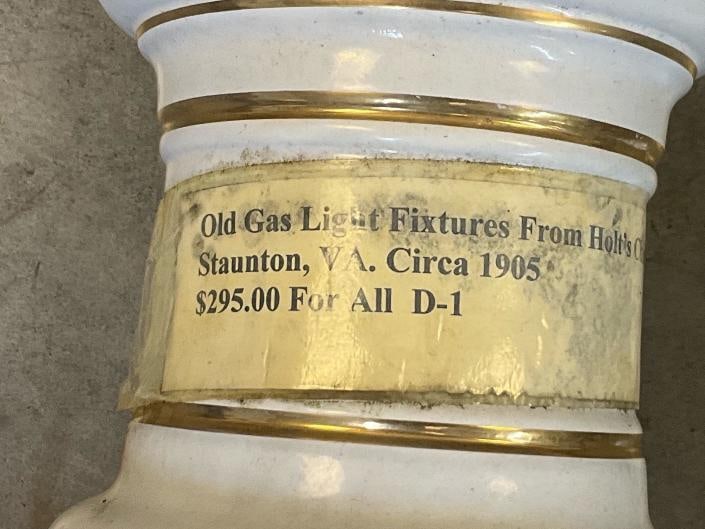 Old Gas Light Fixtures From Holt's
Staunton, VA. Circa 1905
$295.00 For All D-1